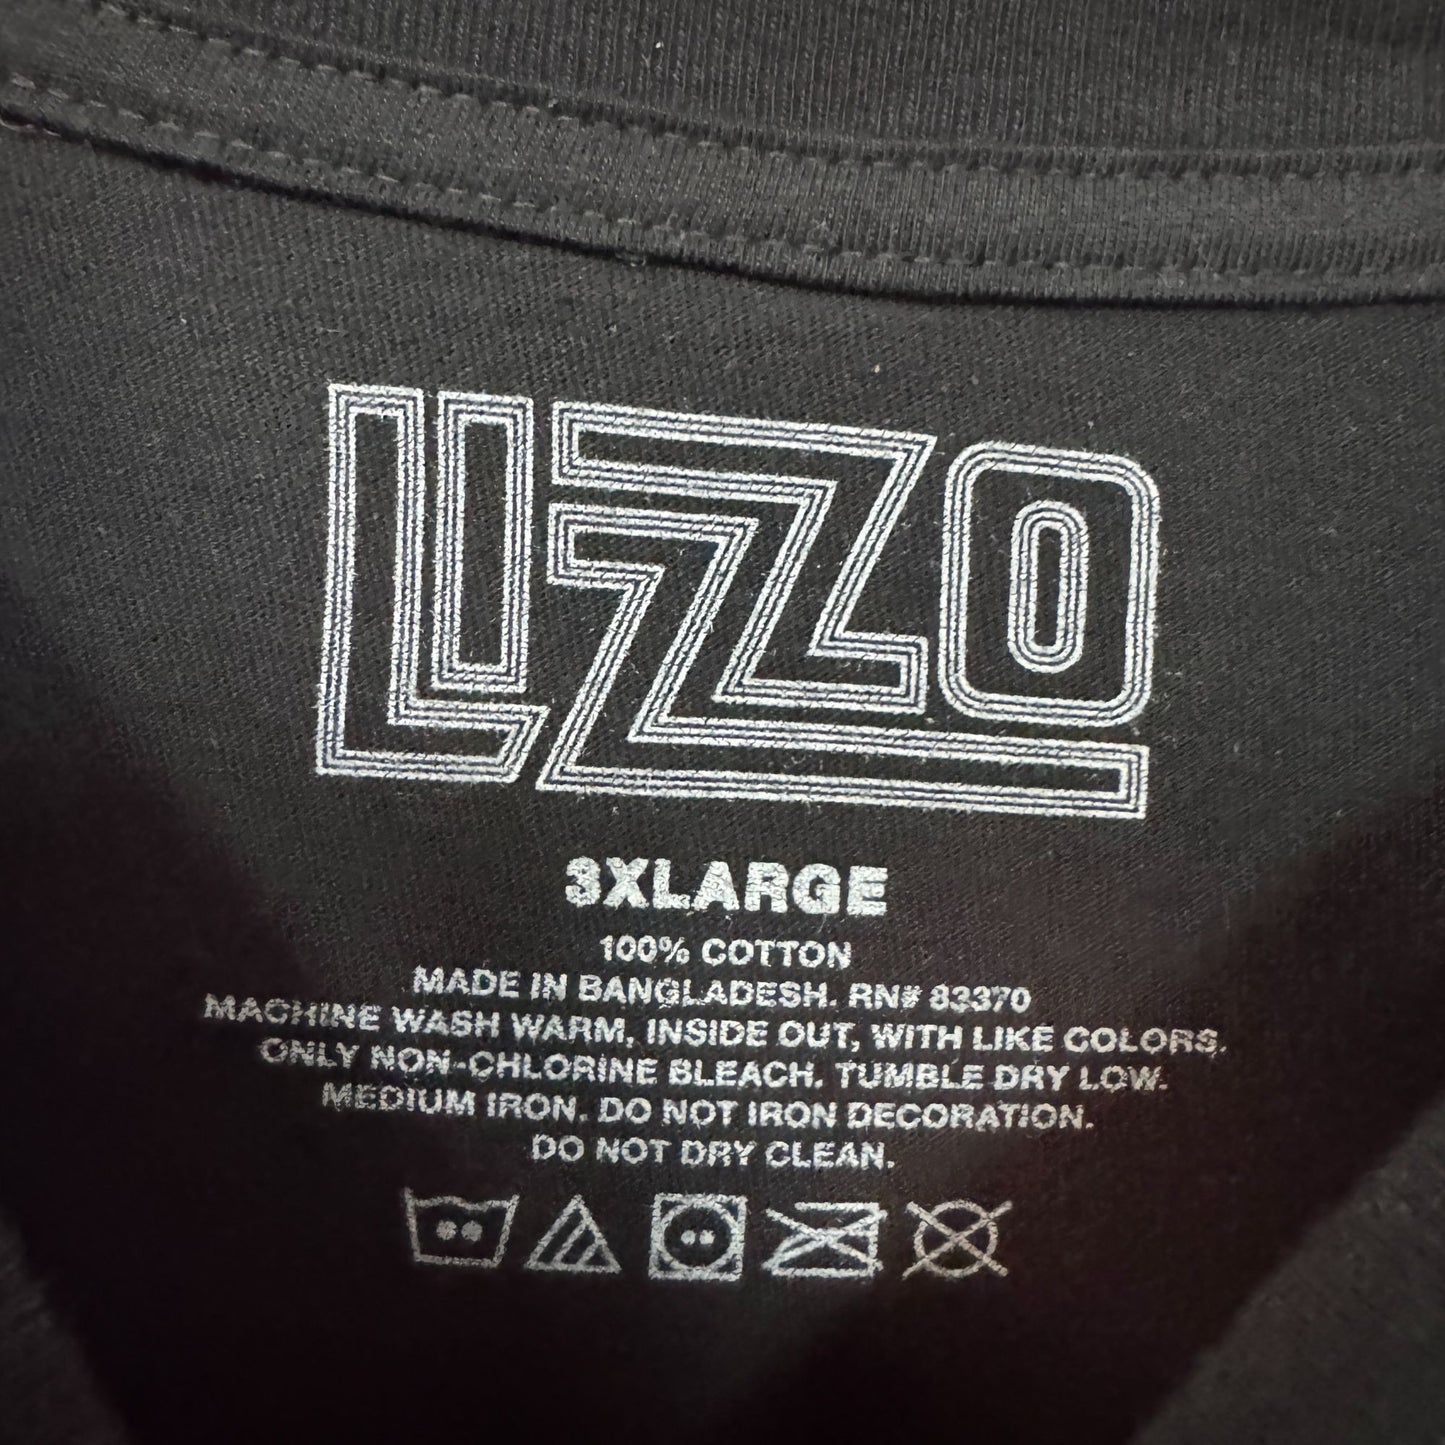 LIZZO
3XLARGE
100% COTTON
MADE IN BANGLADESH. RN# 83370
MACHINE WASH WARM, INSIDE OUT, WITH LIKE COLORS.
ONLY NON-CHLORINE BLEACH. TUMBLE DRY LOW.
MEDIUM IRON. DO NOT IRON DECORATION.
DO NOT DRY CLEAN.